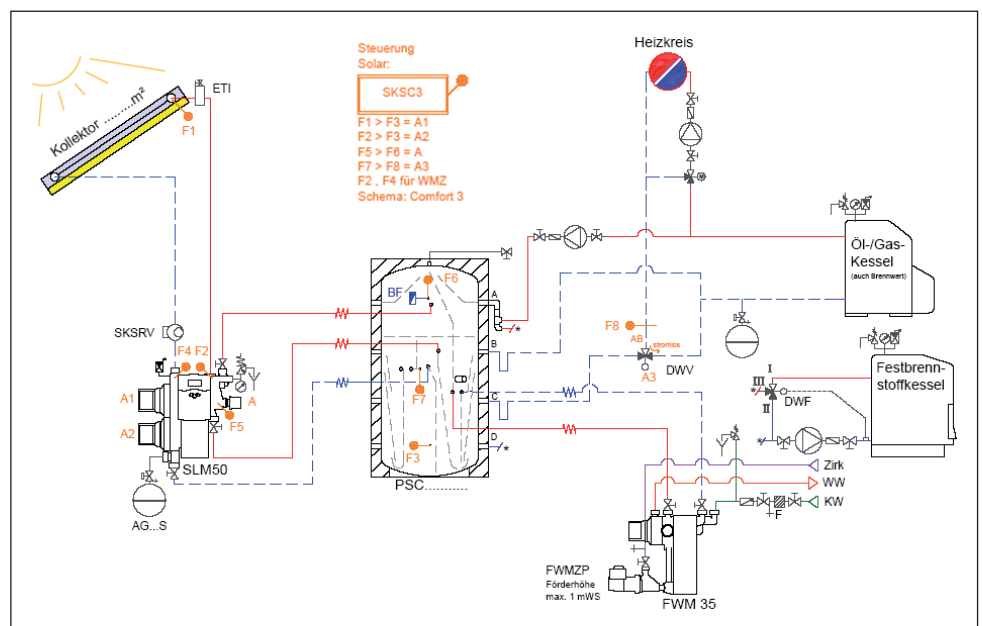 Steuerung
Solar:
SKSC3
F1 > F3 = A1
F2 > F3 = A2
F5 > F6 = A
F7 > F8 = A3
F2 , F4 für WMZ
Schema: Comfort 3
Heizkreis
ETI
Kollektor ..........m²
F1
M
Öl-/Gas-
Kessel
(auch Brennwert)
F6
BF
A
*
B
F8
AB
stromlos
DWV
A3
SKSRV
F4 F2
A1
A
A2
F5
SLM50
AG...S
F7
C
F3
D
*
PSC..............
Festbrenn-
stoffkessel
I
*
III
DWF
II
*
Zirk
WW
KW
F
FWMZP
Förderhöhe
max. 1 mWS
FWM 35